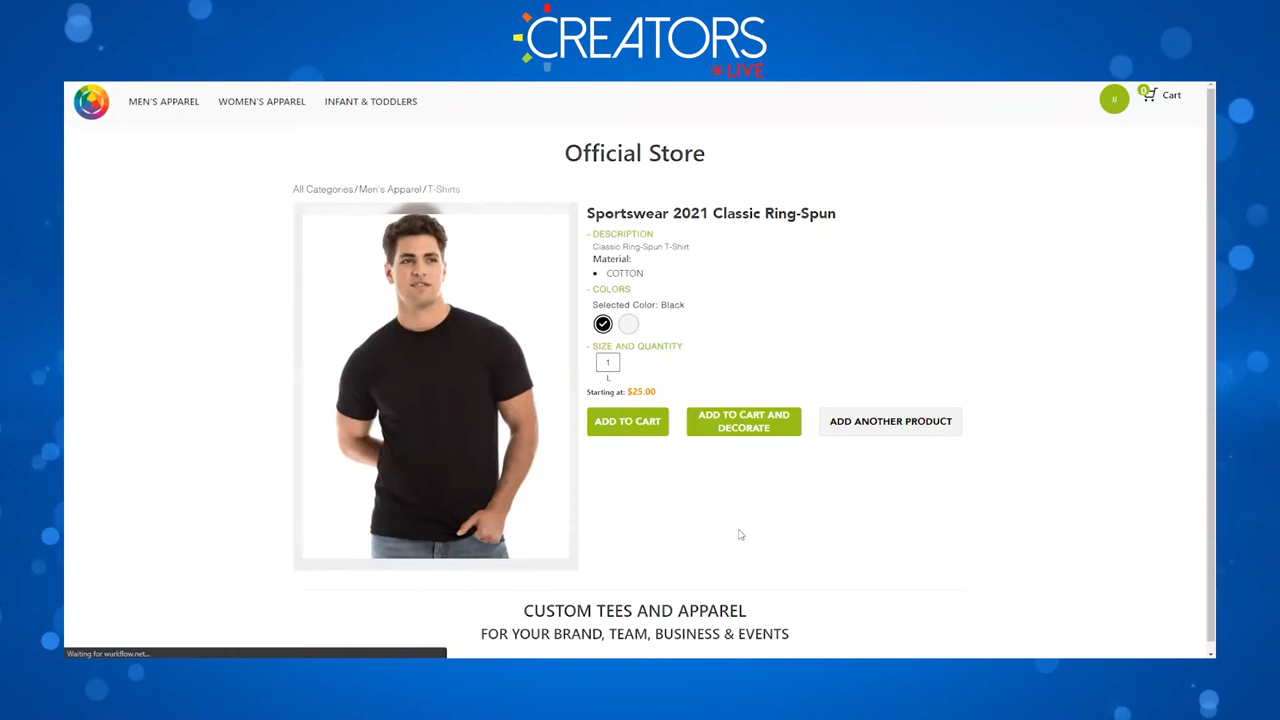 CREATORS
LIVE
MEN'S APPAREL WOMEN'S APPAREL INFANT & TODDLERS
JJ
0
Cart
Official Store
All Categories/Men's Apparel/T-Shirts
Sportswear 2021 Classic Ring-Spun
- DESCRIPTION
Classic Ring-Spun T-Shirt
Material:
• COTTON
- COLORS
Selected Color: Black
- SIZE AND QUANTITY
1
L
Starting at: $25.00
ADD TO CART
ADD TO CART AND
DECORATE
ADD ANOTHER PRODUCT
CUSTOM TEES AND APPAREL
FOR YOUR BRAND, TEAM, BUSINESS & EVENTS
Waiting for wurkflow.net...